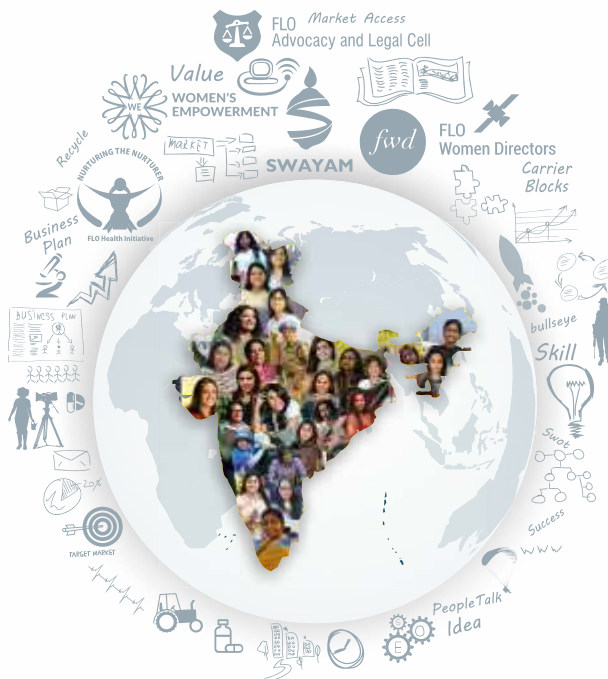 FLO
Advocacy and Legal Cell
Market Access
Value
WE
WOMEN'S
EMPOWERMENT
SWAYAM
fwd
FLO
Women Directors
Recycle
MARKET
NURTURING THE NURTURER
FLO Health Initiative
Carrier
Blocks
Business
Plan
BUSINESS PLAN
bullseye
Skill
Swot
20%
TARGET MARKET
Success
www
PeopleTalk
Idea
S
E
O